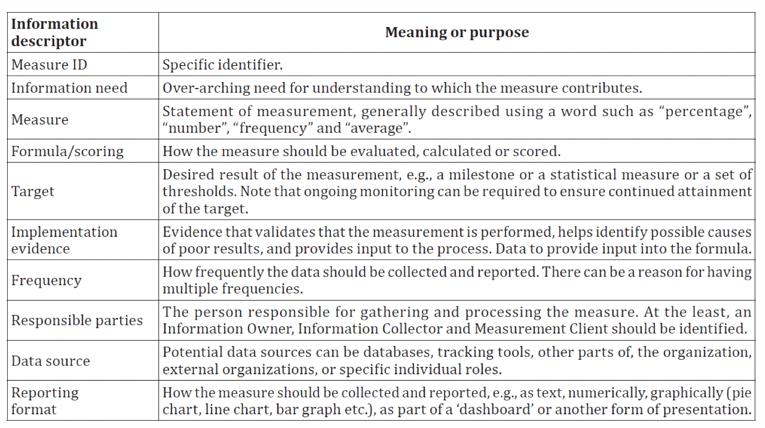 Information
descriptor
Meaning or purpose
Measure ID
Specific identifier.
Information need
Over-arching need for understanding to which the measure contributes.
Measure
Statement of measurement, generally described using a word such as “percentage”,
“number”, “frequency” and “average”.
Formula/scoring
How the measure should be evaluated, calculated or scored.
Target
Desired result of the measurement, e.g., a milestone or a statistical measure or a set of
thresholds. Note that ongoing monitoring can be required to ensure continued attainment
of the target.
Implementation
evidence
Evidence that validates that the measurement is performed, helps identify possible causes
of poor results, and provides input to the process. Data to provide input into the formula.
Frequency
How frequently the data should be collected and reported. There can be a reason for having
multiple frequencies.
Responsible parties
The person responsible for gathering and processing the measure. At the least, an
Information Owner, Information Collector and Measurement Client should be identified.
Data source
Potential data sources can be databases, tracking tools, other parts of, the organization,
external organizations, or specific individual roles.
Reporting
format
How the measure should be collected and reported, e.g., as text, numerically, graphically (pie
chart, line chart, bar graph etc.), as part of a ‘dashboard’ or another form of presentation.